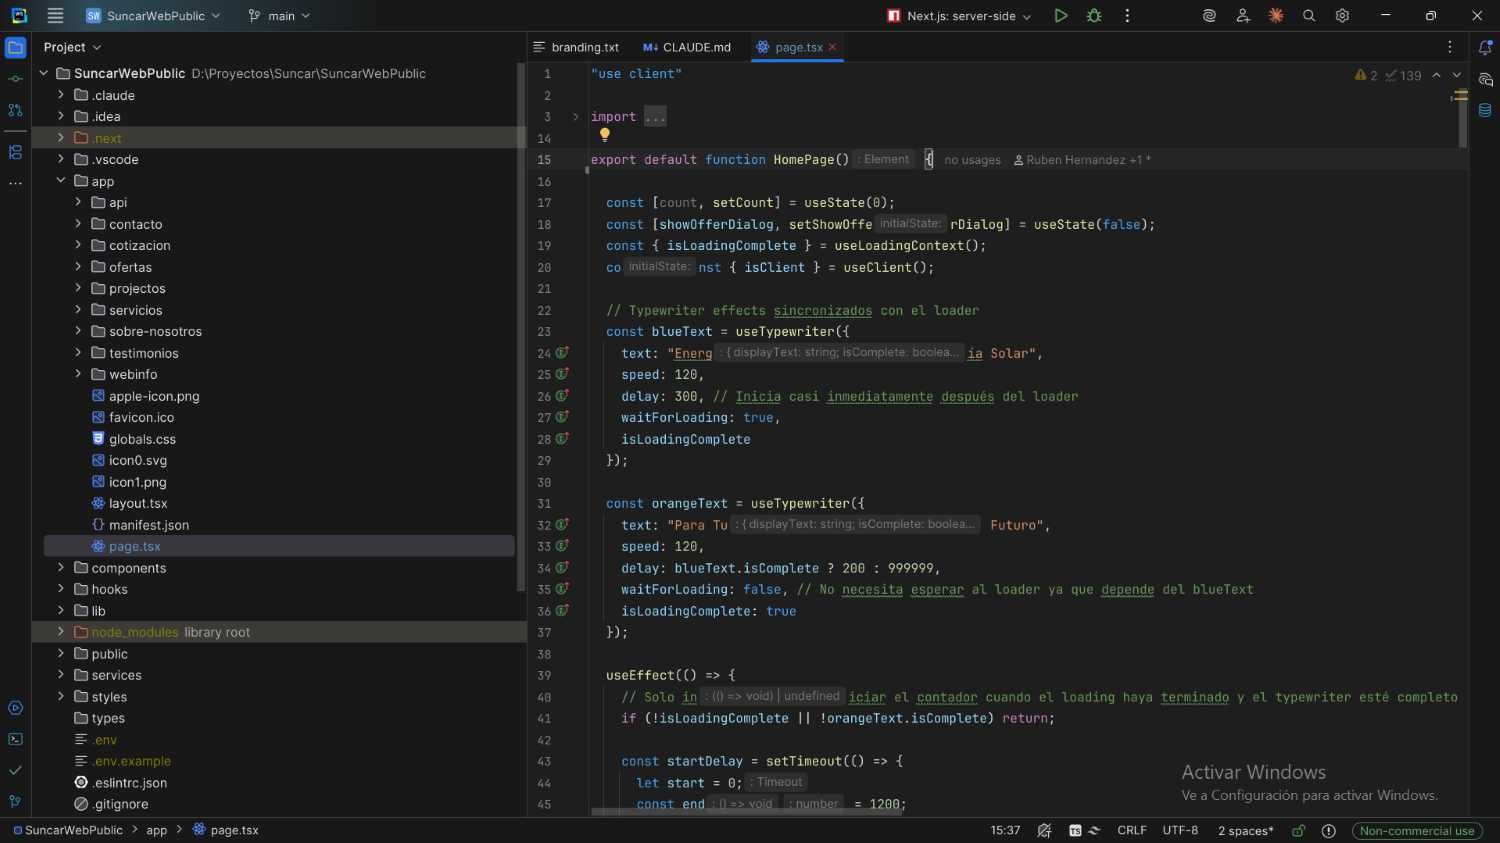 SW SuncarWebPublic main Next.js: server-side
Project
branding.txt CLAUDE.md page.tsx
SuncarWebPublic D:\Proyectos\Suncar\SuncarWebPublic
.claude
.idea
.next
.vscode
app
api
contacto
cotizacion
ofertas
projectos
servicios
sobre-nosotros
testimonios
webinfo
apple-icon.png
favicon.ico
globals.css
icon0.svg
icon1.png
layout.tsx
manifest.json
page.tsx
components
hooks
lib
node_modules library root
public
services
styles
types
.env
.env.example
.eslintrc.json
.gitignore
2 139
1 "use client"
2
3 import ...
14
15 export default function HomePage() : Element { no usages Ruben Hernandez +1 *
16
17 const [count, setCount] = useState(0);
18 const [showOfferDialog, setShowOffe initialState: rDialog] = useState(false);
19 const { isLoadingComplete } = useLoadingContext();
20 co initialState: nst { isClient } = useClient();
21
22 // Typewriter effects sincronizados con el loader
23 const blueText = useTypewriter({
24 text: "Energ : { displayText: string; isComplete: boolea... ía Solar",
25 speed: 120,
26 delay: 300, // Inicia casi inmediatamente después del loader
27 waitForLoading: true,
28 isLoadingComplete
29 });
30
31 const orangeText = useTypewriter({
32 text: "Para Tu : { displayText: string; isComplete: boolea... Futuro",
33 speed: 120,
34 delay: blueText.isComplete ? 200 : 999999,
35 waitForLoading: false, // No necesita esperar al loader ya que depende del blueText
36 isLoadingComplete: true
37 });
38
39 useEffect(() => {
40 // Solo in : (() => void) | undefined iciar el contador cuando el loading haya terminado y el typewriter esté completo
41 if (!isLoadingComplete || !orangeText.isComplete) return;
42
43 const startDelay = setTimeout(() => {
44 let start = 0; : Timeout
45 const end : () => void : number = 1200;
Activar Windows
Ve a Configuración para activar Windows.
SuncarWebPublic > app > page.tsx 15:37 TS CRLF UTF-8 2 spaces* Non-commercial use